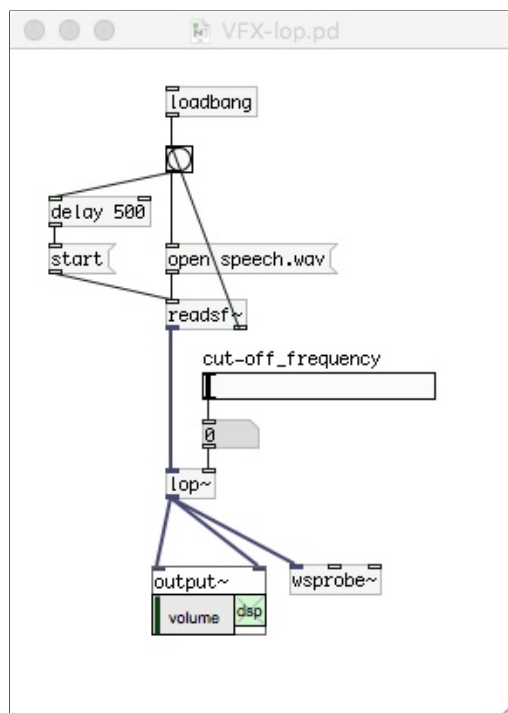 VFX-lop.pd
loadbang
delay 500
start
open speech.wav
readsf~
cut-off_frequency
0
lop~
output~
wsprobe~
volume
dsp